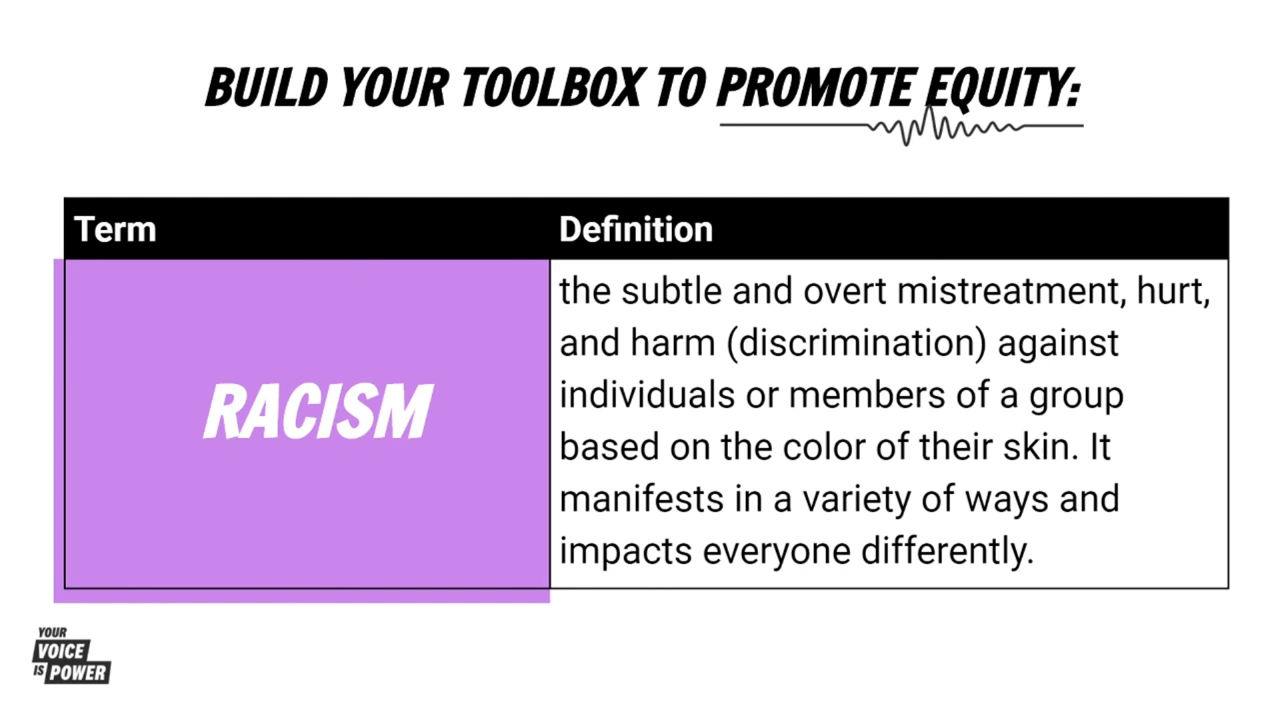 BUILD YOUR TOOLBOX TO PROMOTE EQUITY:
Term
Definition
RACISM
the subtle and overt mistreatment, hurt,
and harm (discrimination) against
individuals or members of a group
based on the color of their skin. It
manifests in a variety of ways and
impacts everyone differently.
YOUR
VOICE
IS POWER